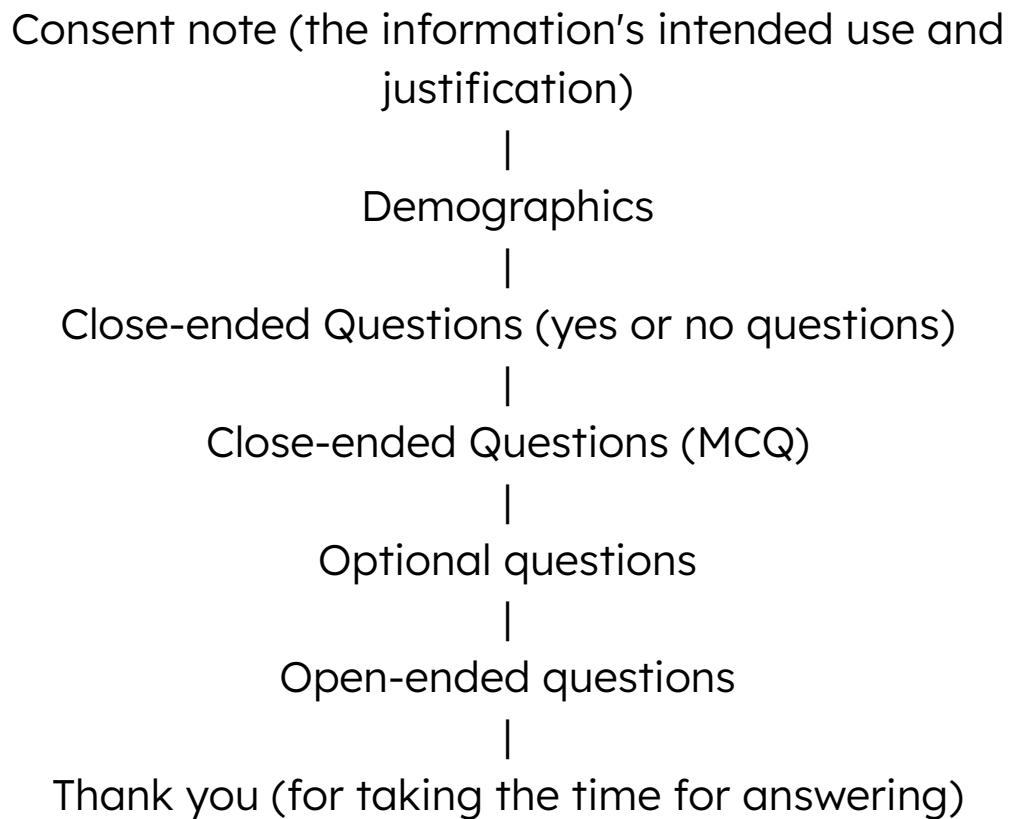 Consent note (the information's intended use and
justification)
|
Demographics
|
Close-ended Questions (yes or no questions)
|
Close-ended Questions (MCQ)
|
Optional questions
|
Open-ended questions
|
Thank you (for taking the time for answering)